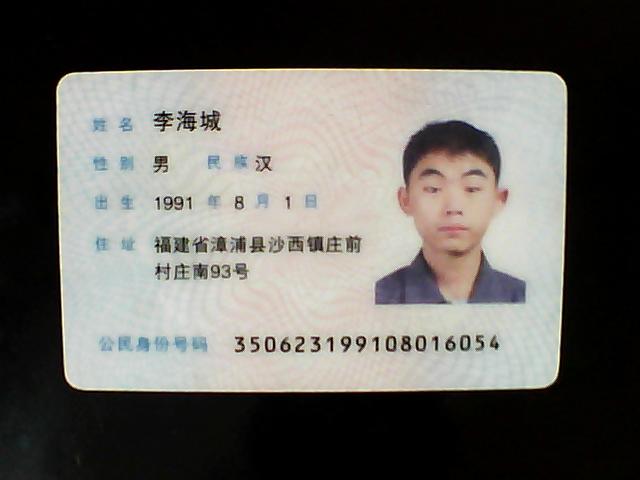 姓名 李海城
性别 男 民族 汉
出生 1991 年 8 月 1 日
住址 福建省漳浦县沙西镇庄前
村庄南93号
公民身份号码 350623199108016054